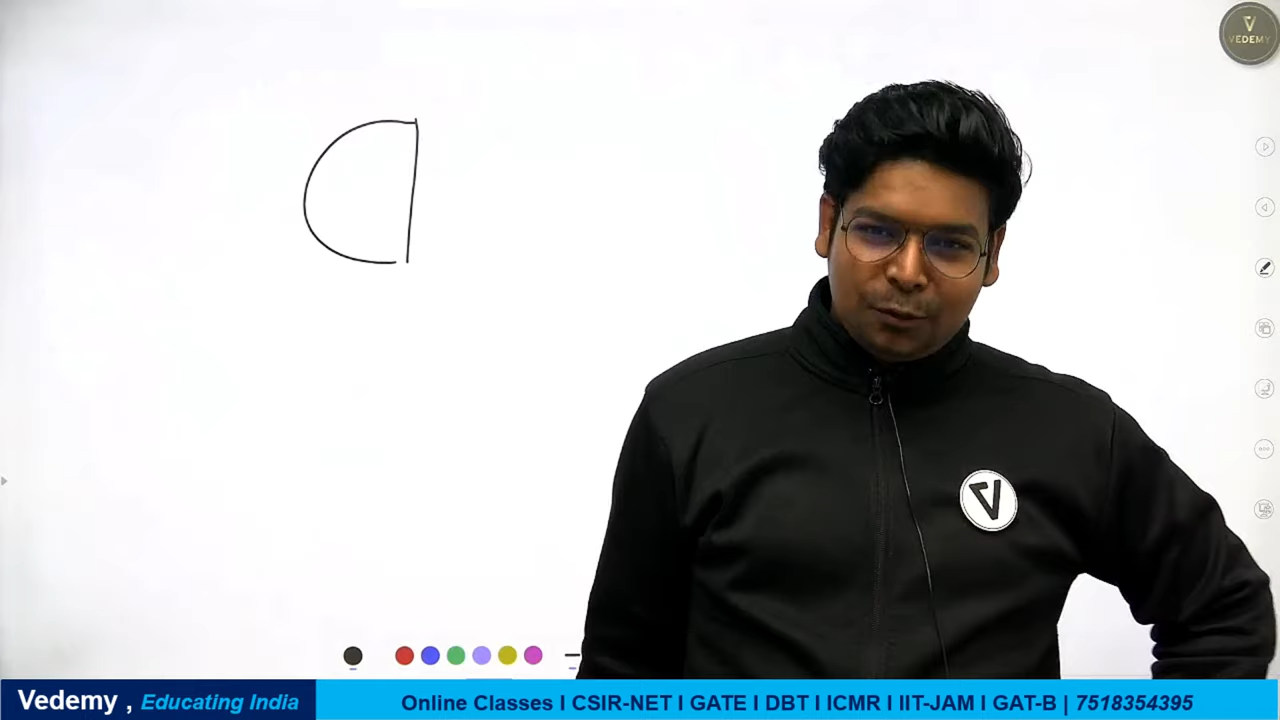 V
VEDEMY
V
Vedemy , Educating India
Online Classes I CSIR-NET I GATE I DBT I ICMR I IIT-JAM I GAT-B | 7518354395